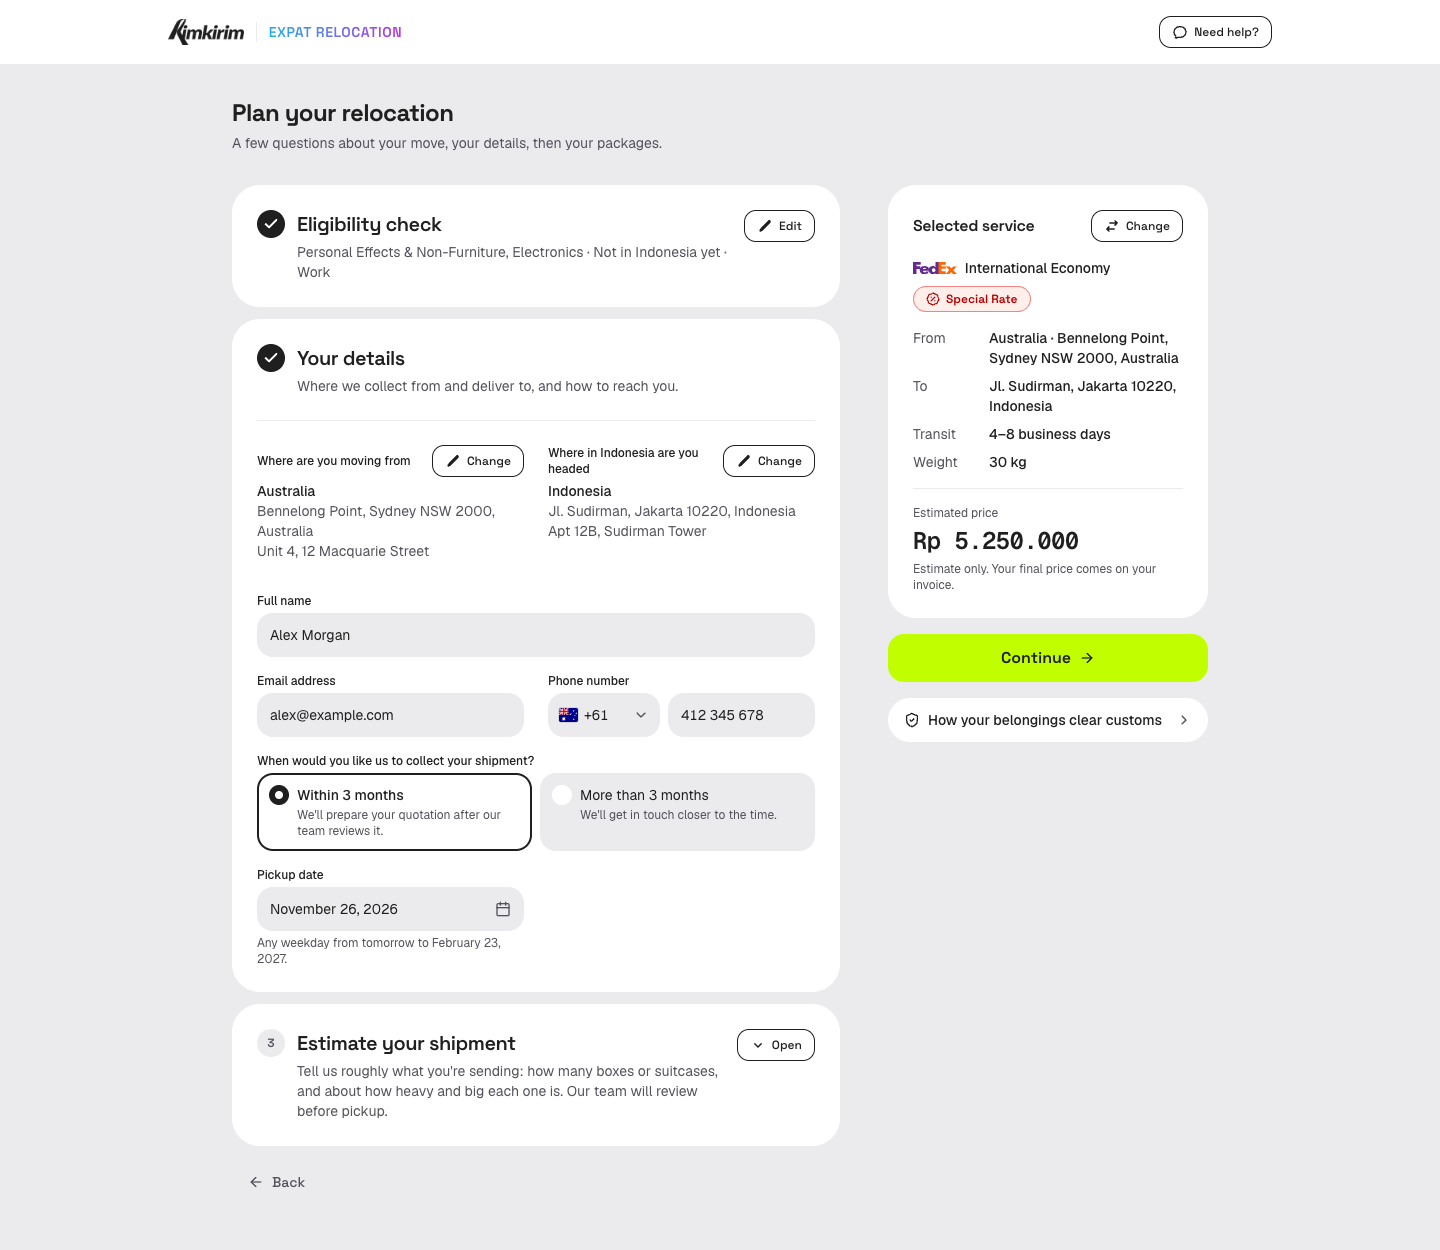 Kimkirim
EXPAT RELOCATION
Need help?
Plan your relocation
A few questions about your move, your details, then your packages.
Eligibility check
Edit
Personal Effects & Non-Furniture, Electronics · Not in Indonesia yet ·
Work
Your details
Where we collect from and deliver to, and how to reach you.
Where are you moving from
Change
Australia
Bennelong Point, Sydney NSW 2000,
Australia
Unit 4, 12 Macquarie Street
Where in Indonesia are you
headed
Change
Indonesia
Jl. Sudirman, Jakarta 10220, Indonesia
Apt 12B, Sudirman Tower
Full name
Alex Morgan
Email address
alex@example.com
Phone number
+61
412 345 678
When would you like us to collect your shipment?
Within 3 months
We'll prepare your quotation after our
team reviews it.
More than 3 months
We'll get in touch closer to the time.
Pickup date
November 26, 2026
Any weekday from tomorrow to February 23,
2027.
3
Estimate your shipment
Open
Tell us roughly what you're sending: how many boxes or suitcases,
and about how heavy and big each one is. Our team will review
before pickup.
Back
Selected service
Change
FedEx International Economy
Special Rate
From
Australia · Bennelong Point,
Sydney NSW 2000, Australia
To
Jl. Sudirman, Jakarta 10220,
Indonesia
Transit
4–8 business days
Weight
30 kg
Estimated price
Rp 5.250.000
Estimate only. Your final price comes on your
invoice.
Continue
How your belongings clear customs